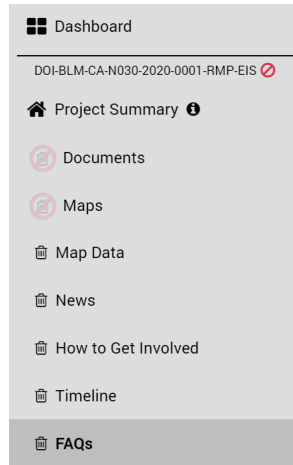 Dashboard
DOI-BLM-CA-N030-2020-0001-RMP-EIS
Project Summary
Documents
Maps
Map Data
News
How to Get Involved
Timeline
FAQs